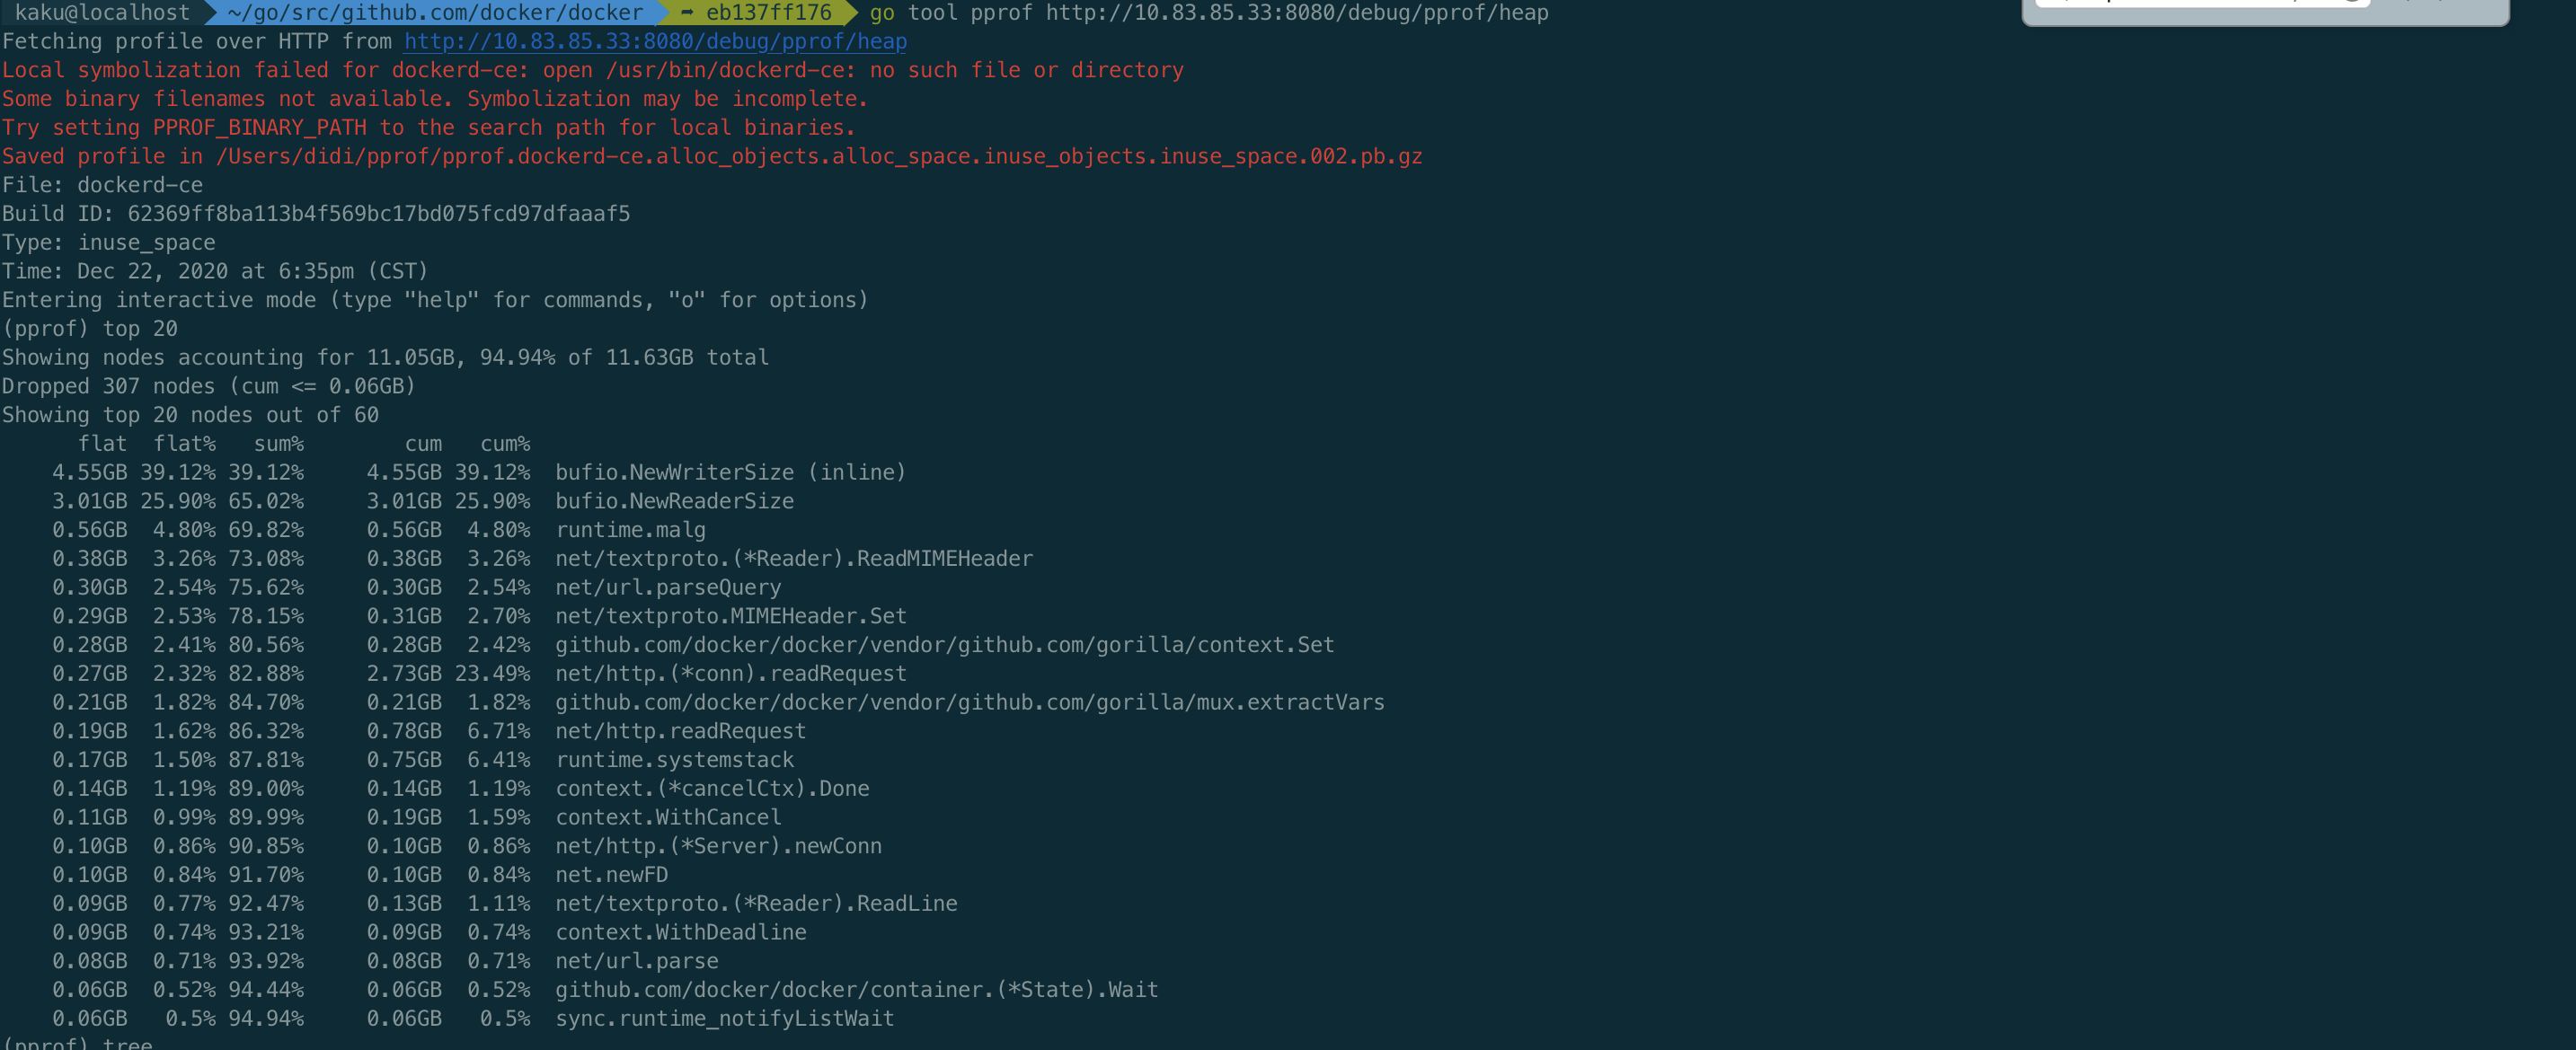 kaku@localhost ~/go/src/github.com/docker/docker ➦ eb137ff176 go tool pprof http://10.83.85.33:8080/debug/pprof/heap
Fetching profile over HTTP from http://10.83.85.33:8080/debug/pprof/heap
Local symbolization failed for dockerd-ce: open /usr/bin/dockerd-ce: no such file or directory
Some binary filenames not available. Symbolization may be incomplete.
Try setting PPROF_BINARY_PATH to the search path for local binaries.
Saved profile in /Users/didi/pprof/pprof.dockerd-ce.alloc_objects.alloc_space.inuse_objects.inuse_space.002.pb.gz
File: dockerd-ce
Build ID: 62369ff8ba113b4f569bc17bd075fcd97dfaaaf5
Type: inuse_space
Time: Dec 22, 2020 at 6:35pm (CST)
Entering interactive mode (type "help" for commands, "o" for options)
(pprof) top 20
Showing nodes accounting for 11.05GB, 94.94% of 11.63GB total
Dropped 307 nodes (cum <= 0.06GB)
Showing top 20 nodes out of 60
flat flat% sum% cum cum%
4.55GB 39.12% 39.12% 4.55GB 39.12% bufio.NewWriterSize (inline)
3.01GB 25.90% 65.02% 3.01GB 25.90% bufio.NewReaderSize
0.56GB 4.80% 69.82% 0.56GB 4.80% runtime.malg
0.38GB 3.26% 73.08% 0.38GB 3.26% net/textproto.(*Reader).ReadMIMEHeader
0.30GB 2.54% 75.62% 0.30GB 2.54% net/url.parseQuery
0.29GB 2.53% 78.15% 0.31GB 2.70% net/textproto.MIMEHeader.Set
0.28GB 2.41% 80.56% 0.28GB 2.42% github.com/docker/docker/vendor/github.com/gorilla/context.Set
0.27GB 2.32% 82.88% 2.73GB 23.49% net/http.(*conn).readRequest
0.21GB 1.82% 84.70% 0.21GB 1.82% github.com/docker/docker/vendor/github.com/gorilla/mux.extractVars
0.19GB 1.62% 86.32% 0.78GB 6.71% net/http.readRequest
0.17GB 1.50% 87.81% 0.75GB 6.41% runtime.systemstack
0.14GB 1.19% 89.00% 0.14GB 1.19% context.(*cancelCtx).Done
0.11GB 0.99% 89.99% 0.19GB 1.59% context.WithCancel
0.10GB 0.86% 90.85% 0.10GB 0.86% net/http.(*Server).newConn
0.10GB 0.84% 91.70% 0.10GB 0.84% net.newFD
0.09GB 0.77% 92.47% 0.13GB 1.11% net/textproto.(*Reader).ReadLine
0.09GB 0.74% 93.21% 0.09GB 0.74% context.WithDeadline
0.08GB 0.71% 93.92% 0.08GB 0.71% net/url.parse
0.06GB 0.52% 94.44% 0.06GB 0.52% github.com/docker/docker/container.(*State).Wait
0.06GB 0.5% 94.94% 0.06GB 0.5% sync.runtime_notifyListWait
(pprof) tree